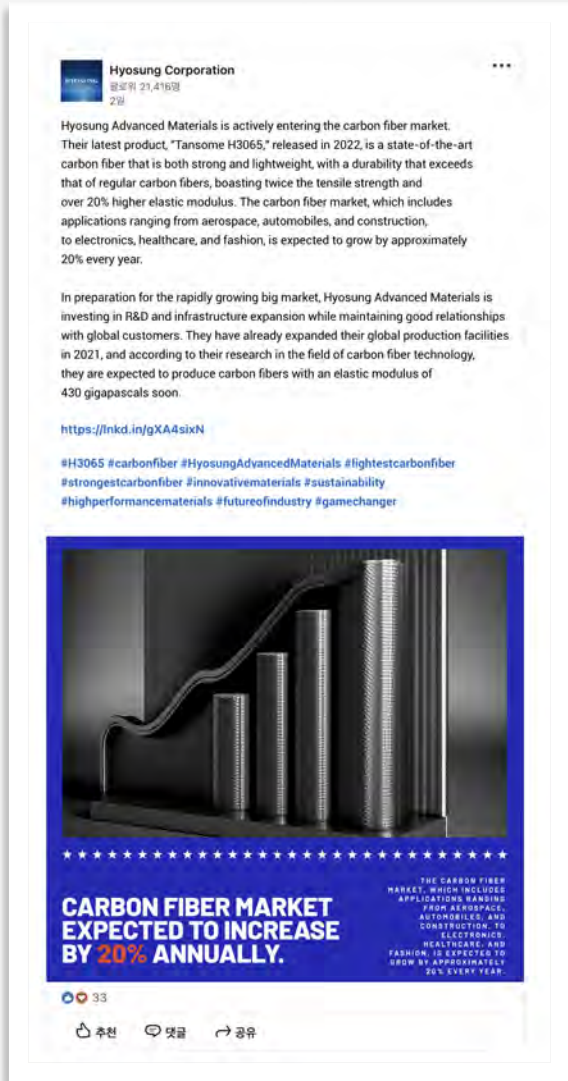 HYOSUNG
Hyosung Corporation
팔로워 21,416명
2일
Hyosung Advanced Materials is actively entering the carbon fiber market.
Their latest product, "Tansome H3065," released in 2022, is a state-of-the-art
carbon fiber that is both strong and lightweight, with a durability that exceeds
that of regular carbon fibers, boasting twice the tensile strength and
over 20% higher elastic modulus. The carbon fiber market, which includes
applications ranging from aerospace, automobiles, and construction,
to electronics, healthcare, and fashion, is expected to grow by approximately
20% every year.
In preparation for the rapidly growing big market, Hyosung Advanced Materials is
investing in R&D and infrastructure expansion while maintaining good relationships
with global customers. They have already expanded their global production facilities
in 2021, and according to their research in the field of carbon fiber technology,
they are expected to produce carbon fibers with an elastic modulus of
430 gigapascals soon.
https://lnkd.in/gXA4sixN
#H3065 #carbonfiber #HyosungAdvancedMaterials #lightestcarbonfiber
#strongestcarbonfiber #innovativematerials #sustainability
#highperformancematerials #futureofindustry #gamechanger
CARBON FIBER MARKET
EXPECTED TO INCREASE
BY 20% ANNUALLY.
THE CARBON FIBER
MARKET, WHICH INCLUDES
APPLICATIONS RANGING
FROM AEROSPACE,
AUTOMOBILES, AND
CONSTRUCTION, TO
ELECTRONICS,
HEALTHCARE, AND
FASHION, IS EXPECTED TO
GROW BY APPROXIMATELY
20% EVERY YEAR.
33
추천 댓글 공유